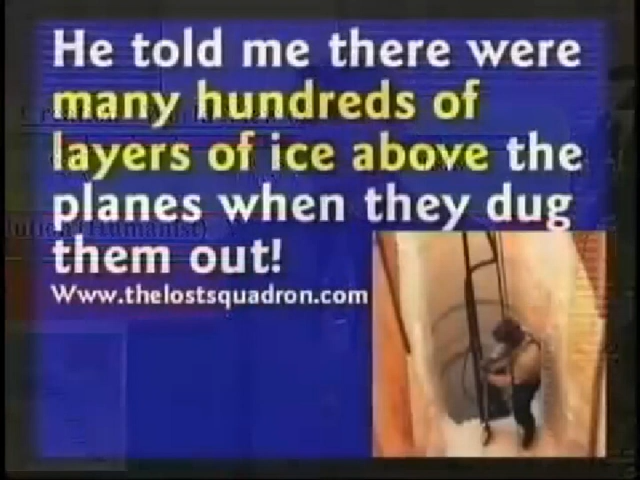 He told me there were
many hundreds of
layers of ice above the
planes when they dug
them out!
Www.thelostsquadron.com
(Humanist)